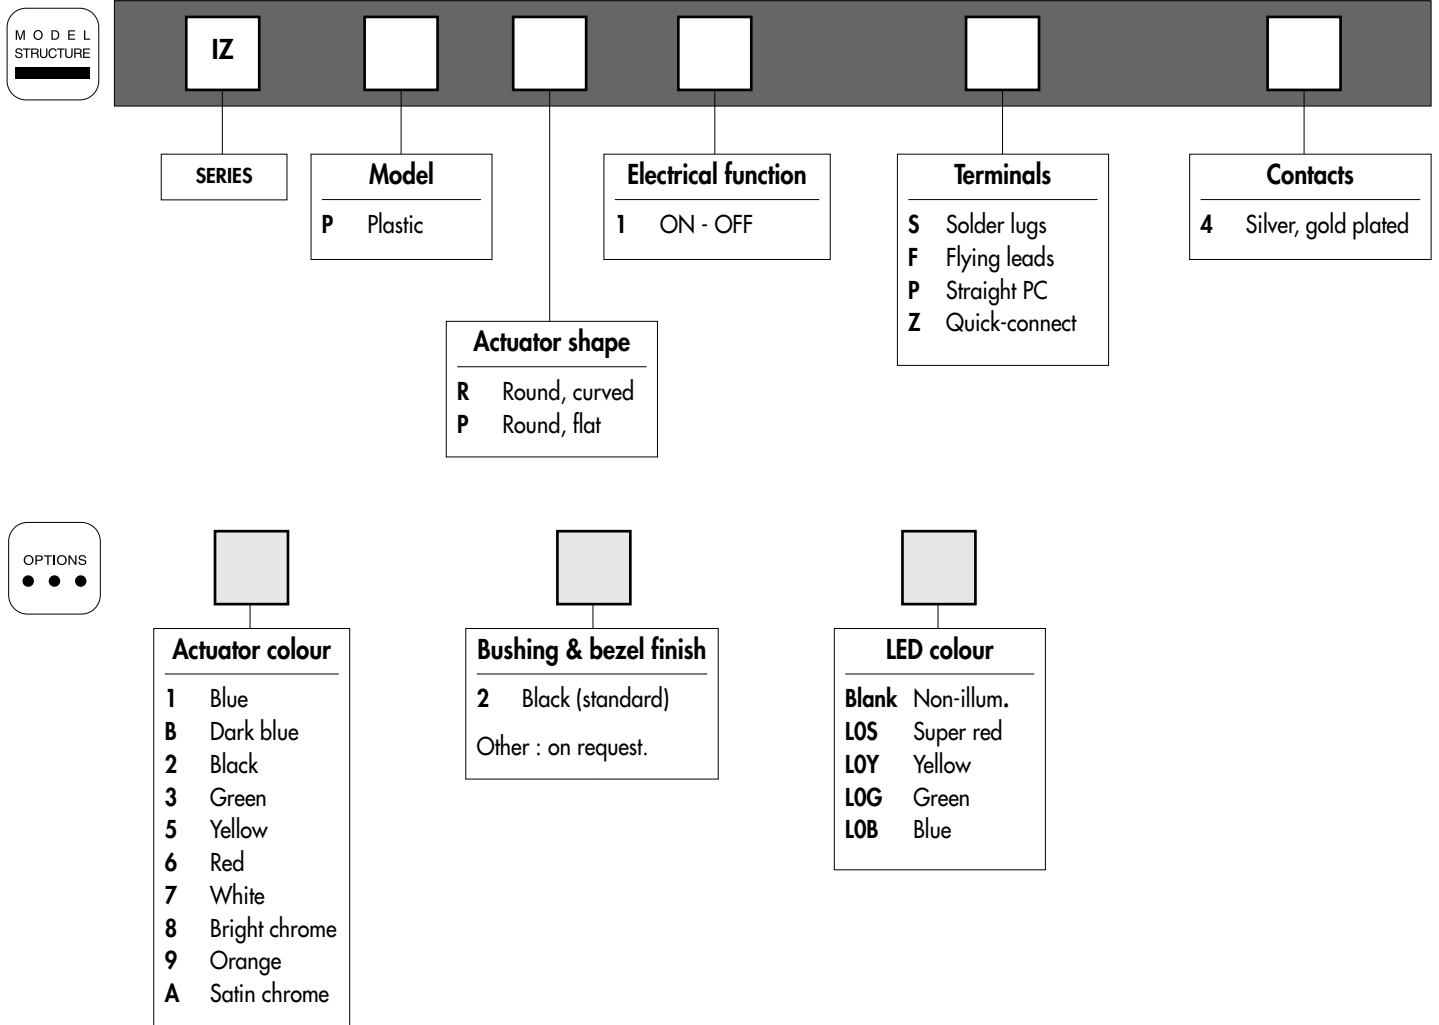 MODEL
STRUCTURE
IZ
SERIES
Model
P Plastic
Electrical function
1 ON - OFF
Terminals
S Solder lugs
F Flying leads
P Straight PC
Z Quick-connect
Contacts
4 Silver, gold plated
Actuator shape
R Round, curved
P Round, flat
OPTIONS
Actuator colour
1 Blue
B Dark blue
2 Black
3 Green
5 Yellow
6 Red
7 White
8 Bright chrome
9 Orange
A Satin chrome
Bushing & bezel finish
2 Black (standard)
Other : on request.
LED colour
Blank Non-illum.
L0S Super red
L0Y Yellow
L0G Green
L0B Blue